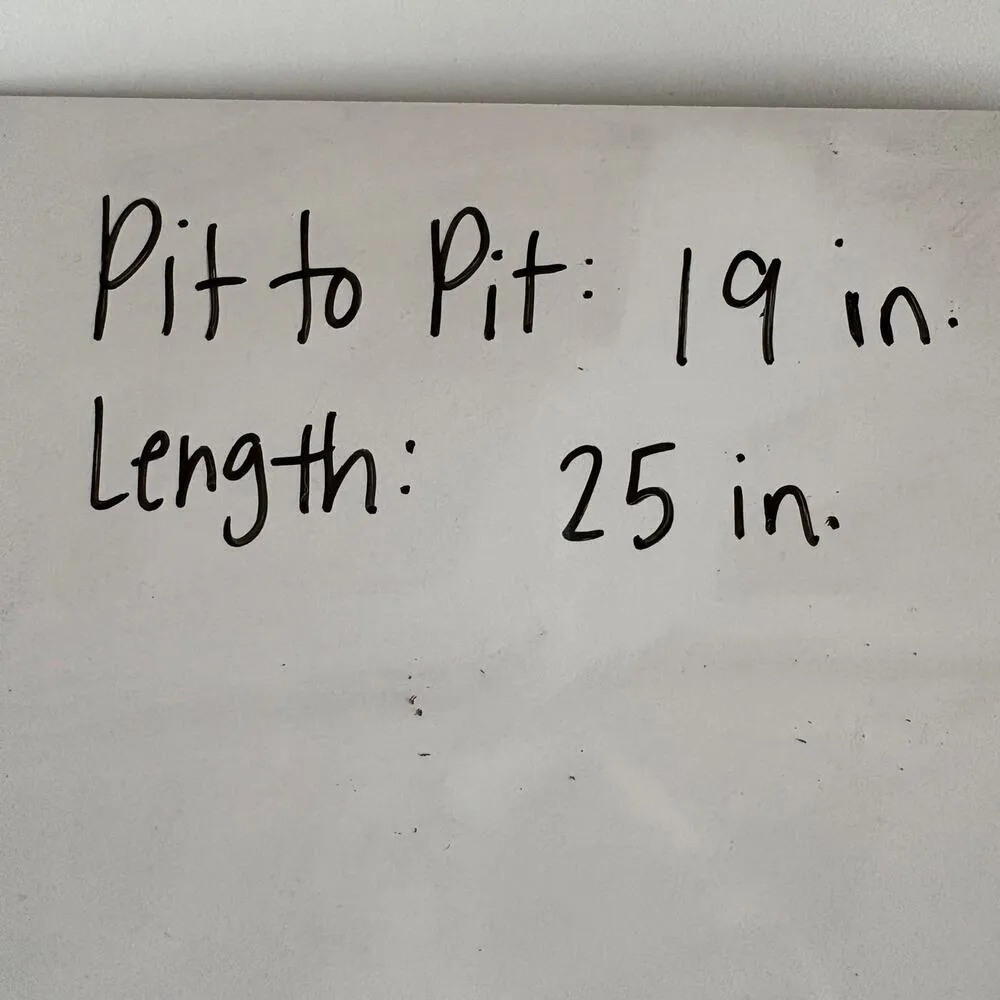 Pit to Pit: 19 in.
Length: 25 in.